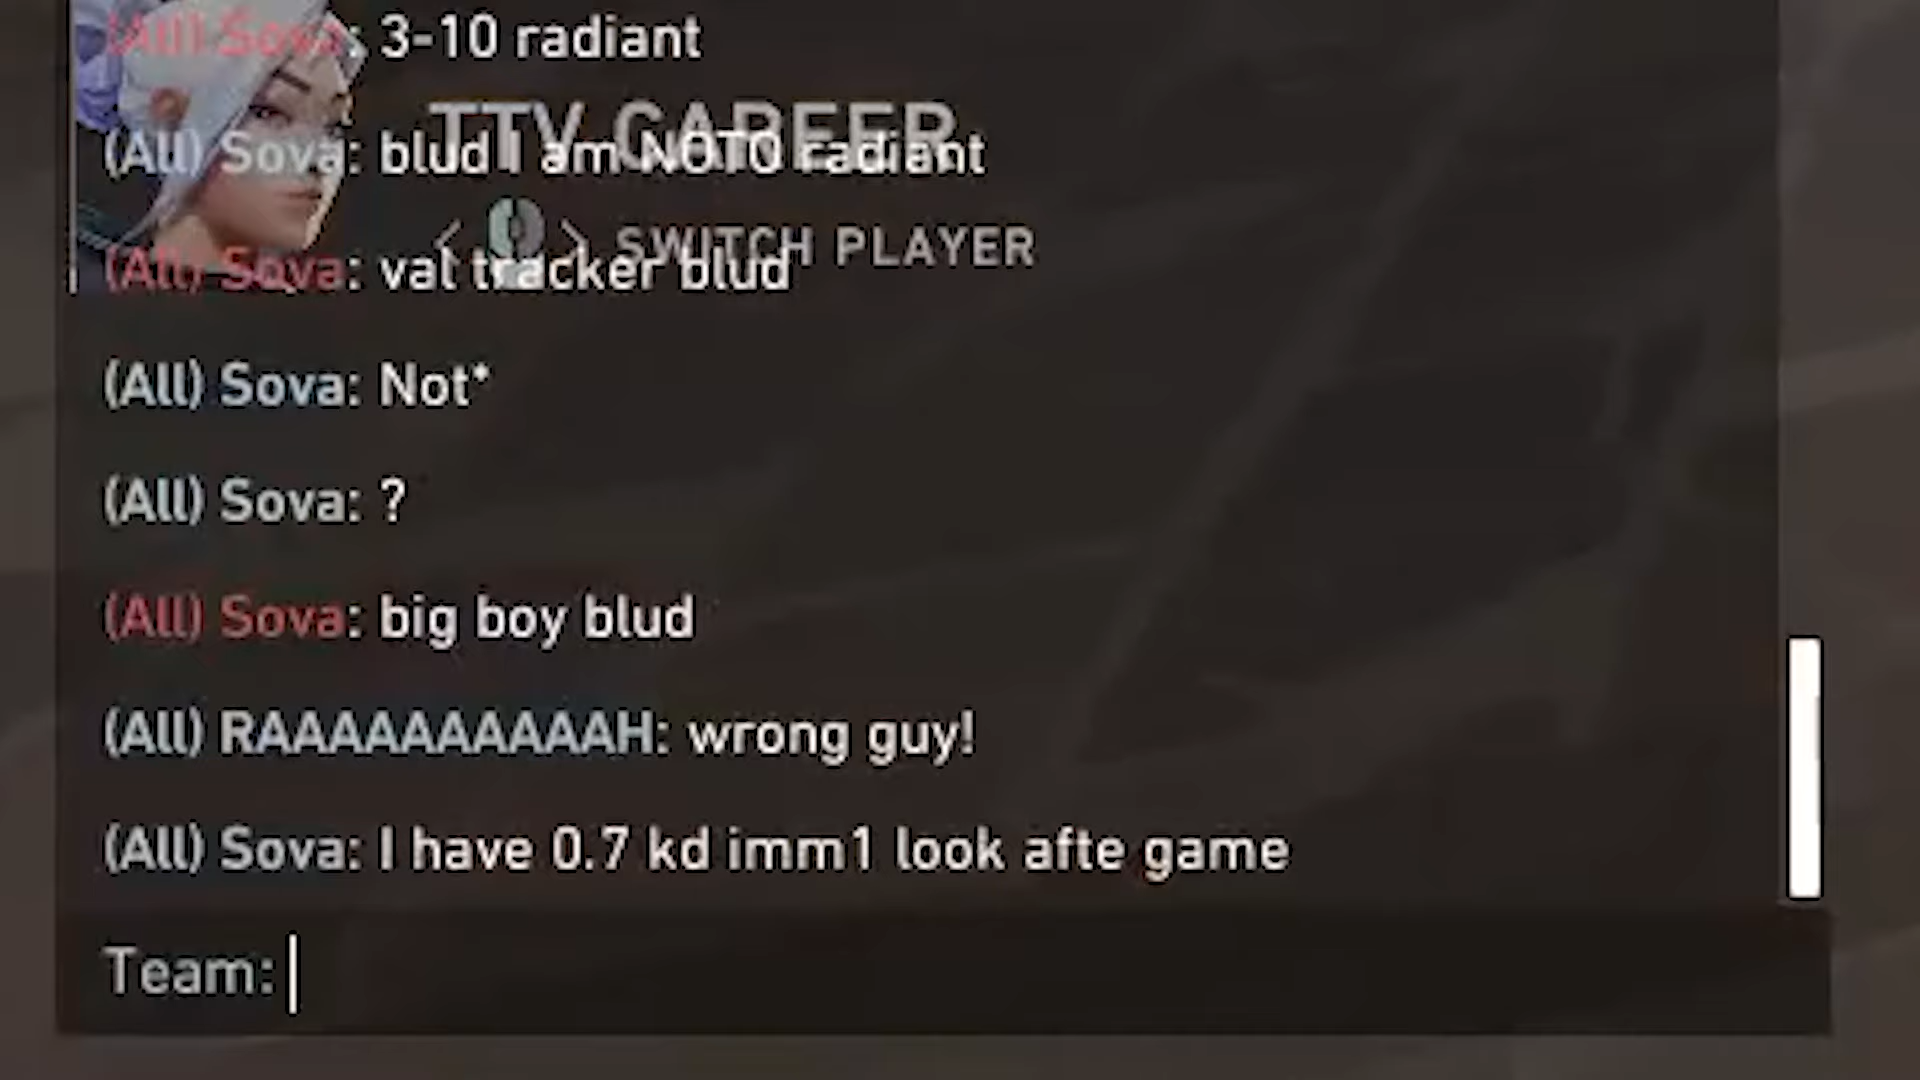 (All) Sova: 3-10 radiant
TTV CAREER
(All) Sova: blud I am NOTO radiant
SWITCH PLAYER
(All) Sova: val tracker blud
(All) Sova: Not*
(All) Sova: ?
(All) Sova: big boy blud
(All) RAAAAAAAAAAAH: wrong guy!
(All) Sova: I have 0.7 kd imm1 look afte game
Team: